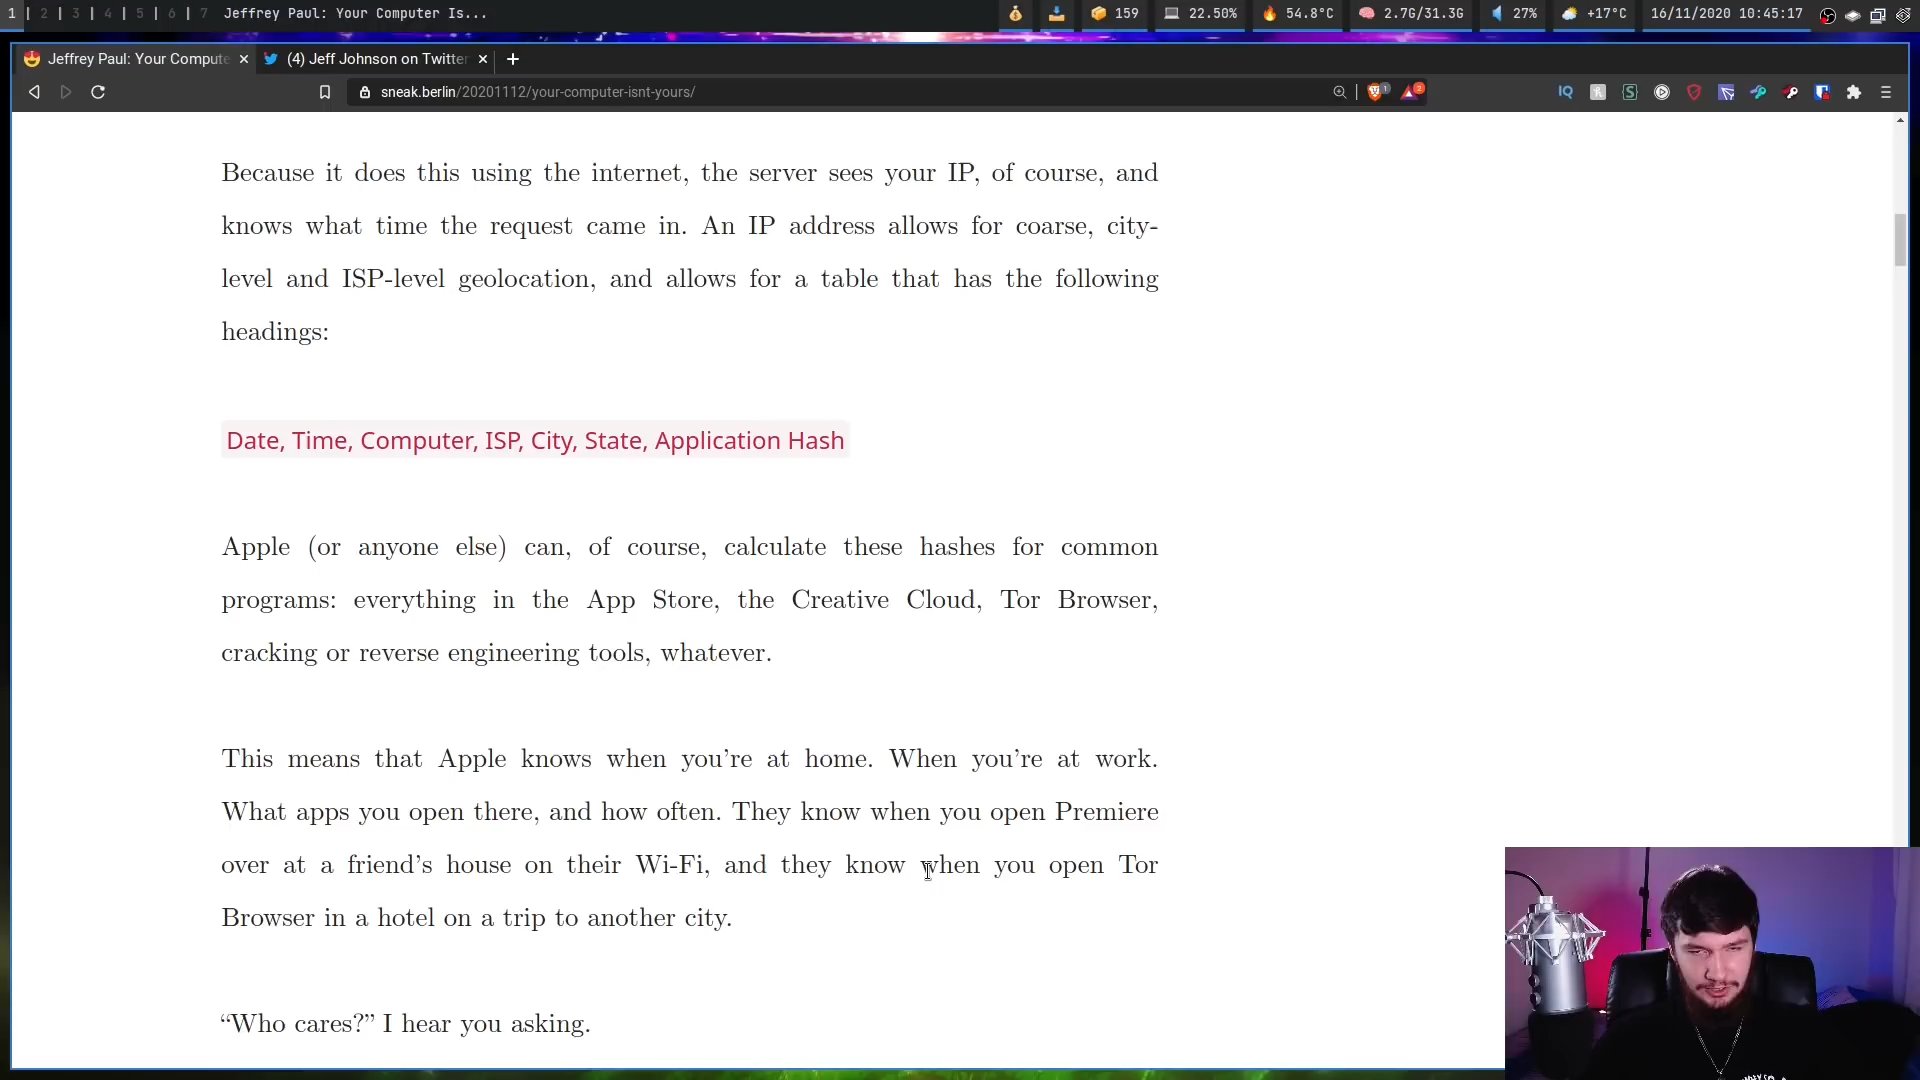 1 | 2 | 3 | 4 | 5 | 6 | 7 Jeffrey Paul: Your Computer Is... 159 22.50% 54.8°C 2.7G/31.3G 27% +17°C 16/11/2020 10:45:17
Jeffrey Paul: Your Compute (4) Jeff Johnson on Twitter
sneak.berlin/20201112/your-computer-isnt-yours/ 1 2 IQ
Because it does this using the internet, the server sees your IP, of course, and
knows what time the request came in. An IP address allows for coarse, city-
level and ISP-level geolocation, and allows for a table that has the following
headings:
Date, Time, Computer, ISP, City, State, Application Hash
Apple (or anyone else) can, of course, calculate these hashes for common
programs: everything in the App Store, the Creative Cloud, Tor Browser,
cracking or reverse engineering tools, whatever.
This means that Apple knows when you’re at home. When you’re at work.
What apps you open there, and how often. They know when you open Premiere
over at a friend’s house on their Wi-Fi, and they know when you open Tor
Browser in a hotel on a trip to another city.
“Who cares?” I hear you asking.